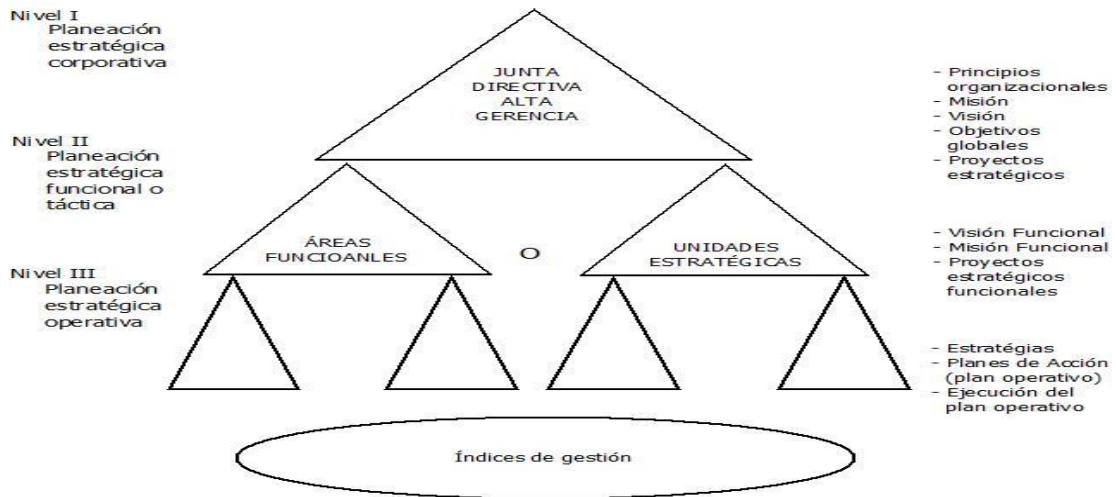 Nivel I
Planeación
estratégica
corporativa
JUNTA
DIRECTIVA
ALTA
GERENCIA
- Principios
organizacionales
- Misión
- Visión
- Objetivos
globales
- Proyectos
estratégicos
Nivel II
Planeación
estratégica
funcional o
táctica
ÁREAS
FUNCIOANLES
O
UNIDADES
ESTRATÉGICAS
- Visión Funcional
- Misión Funcional
- Proyectos
estratégicos
funcionales
Nivel III
Planeación
estratégica
operativa
- Estratégias
- Planes de Acción
(plan operativo)
- Ejecución del
plan operativo
Índices de gestión